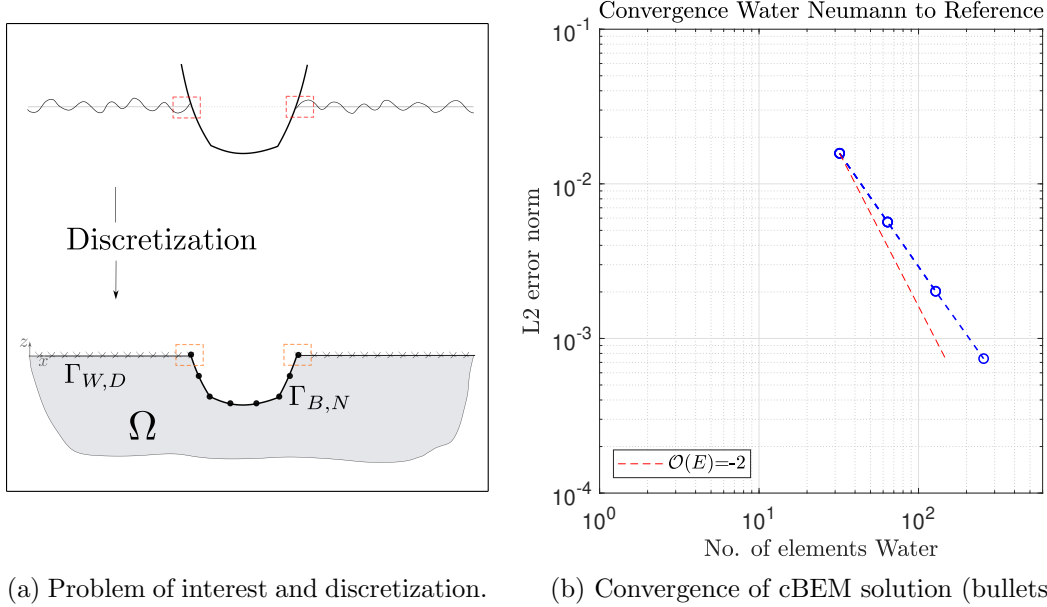 Discretization
z
x
Γ_{W,D}
Γ_{B,N}
Ω
(a) Problem of interest and discretization.
Convergence Water Neumann to Reference
10^{-1}
10^{-2}
10^{-3}
10^{-4}
L2 error norm
𝒪(E)=-2
10^{0}
10^{1}
10^{2}
No. of elements Water
(b) Convergence of cBEM solution (bullets